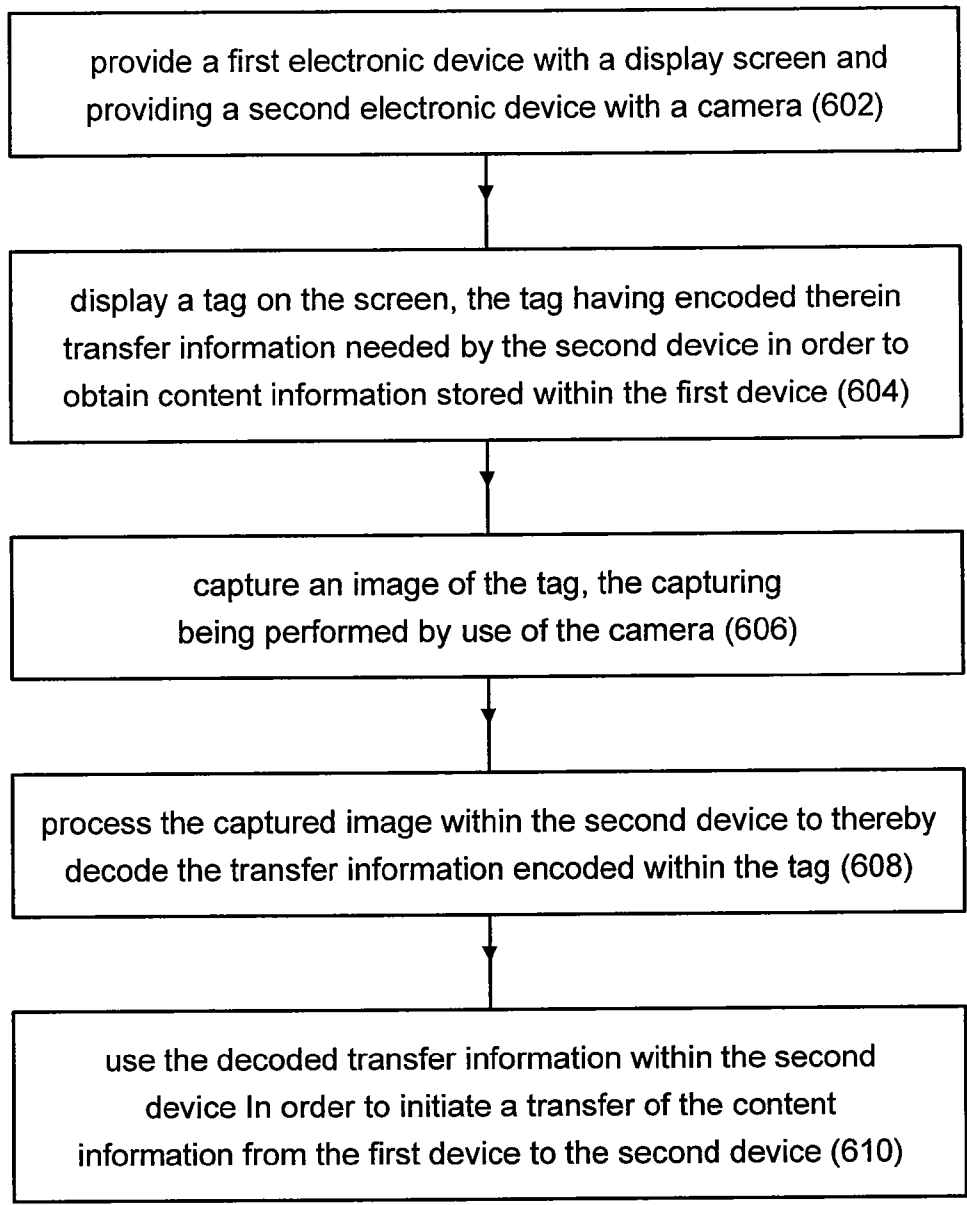 provide a first electronic device with a display screen and
providing a second electronic device with a camera (602)
display a tag on the screen, the tag having encoded therein
transfer information needed by the second device in order to
obtain content information stored within the first device (604)
capture an image of the tag, the capturing
being performed by use of the camera (606)
process the captured image within the second device to thereby
decode the transfer information encoded within the tag (608)
use the decoded transfer information within the second
device In order to initiate a transfer of the content
information from the first device to the second device (610)